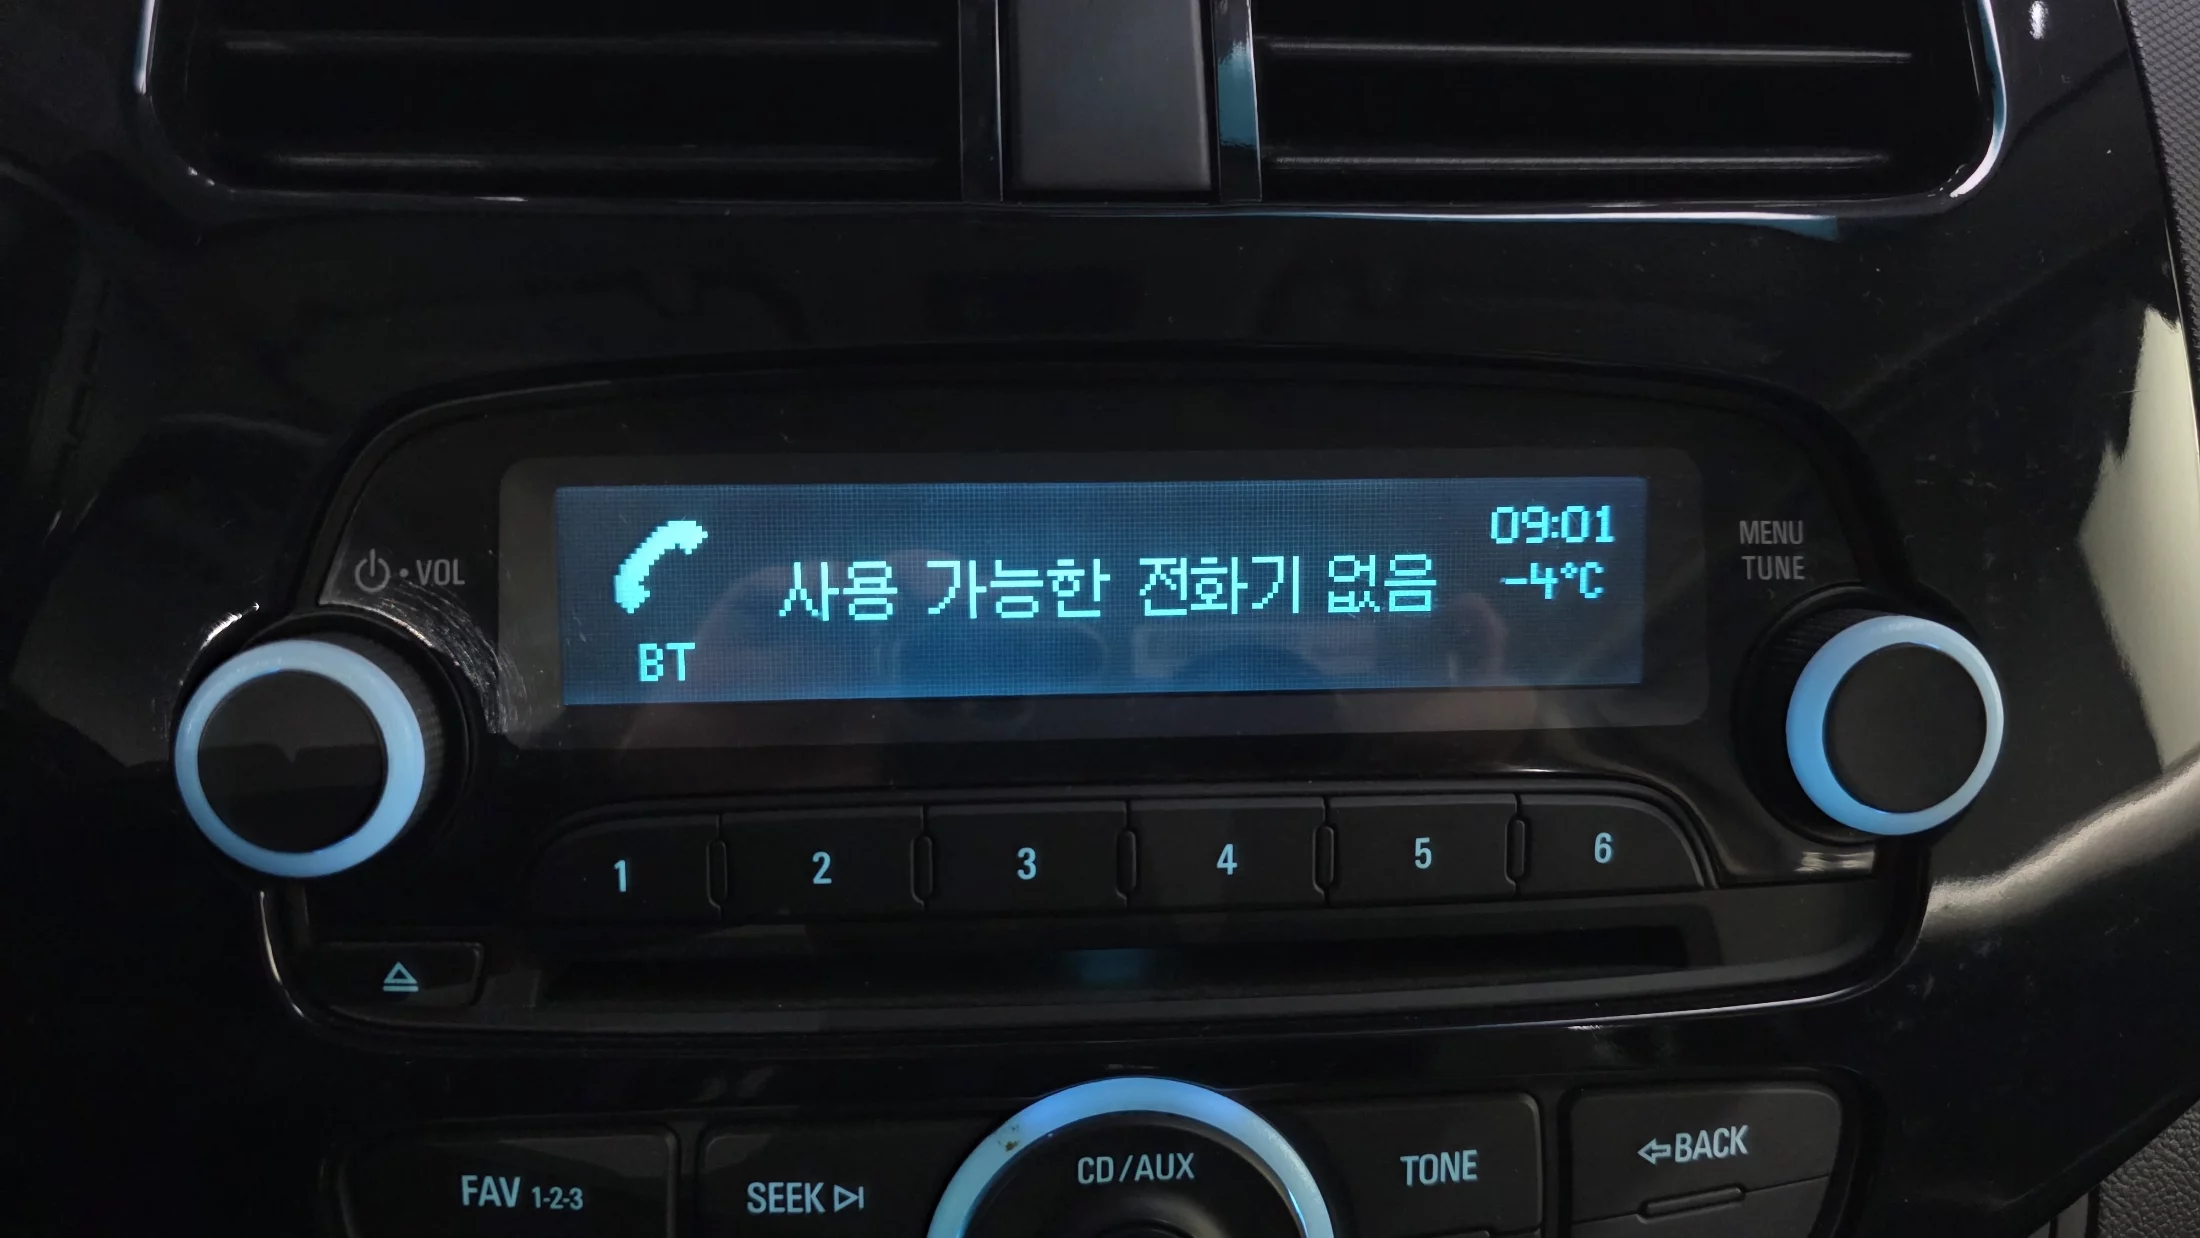 09:01
사용 가능한 전화기 없음
-4°C
BT
VOL
MENU
TUNE
1 2 3 4 5 6
FAV 1-2-3
SEEK
CD/AUX
TONE
BACK